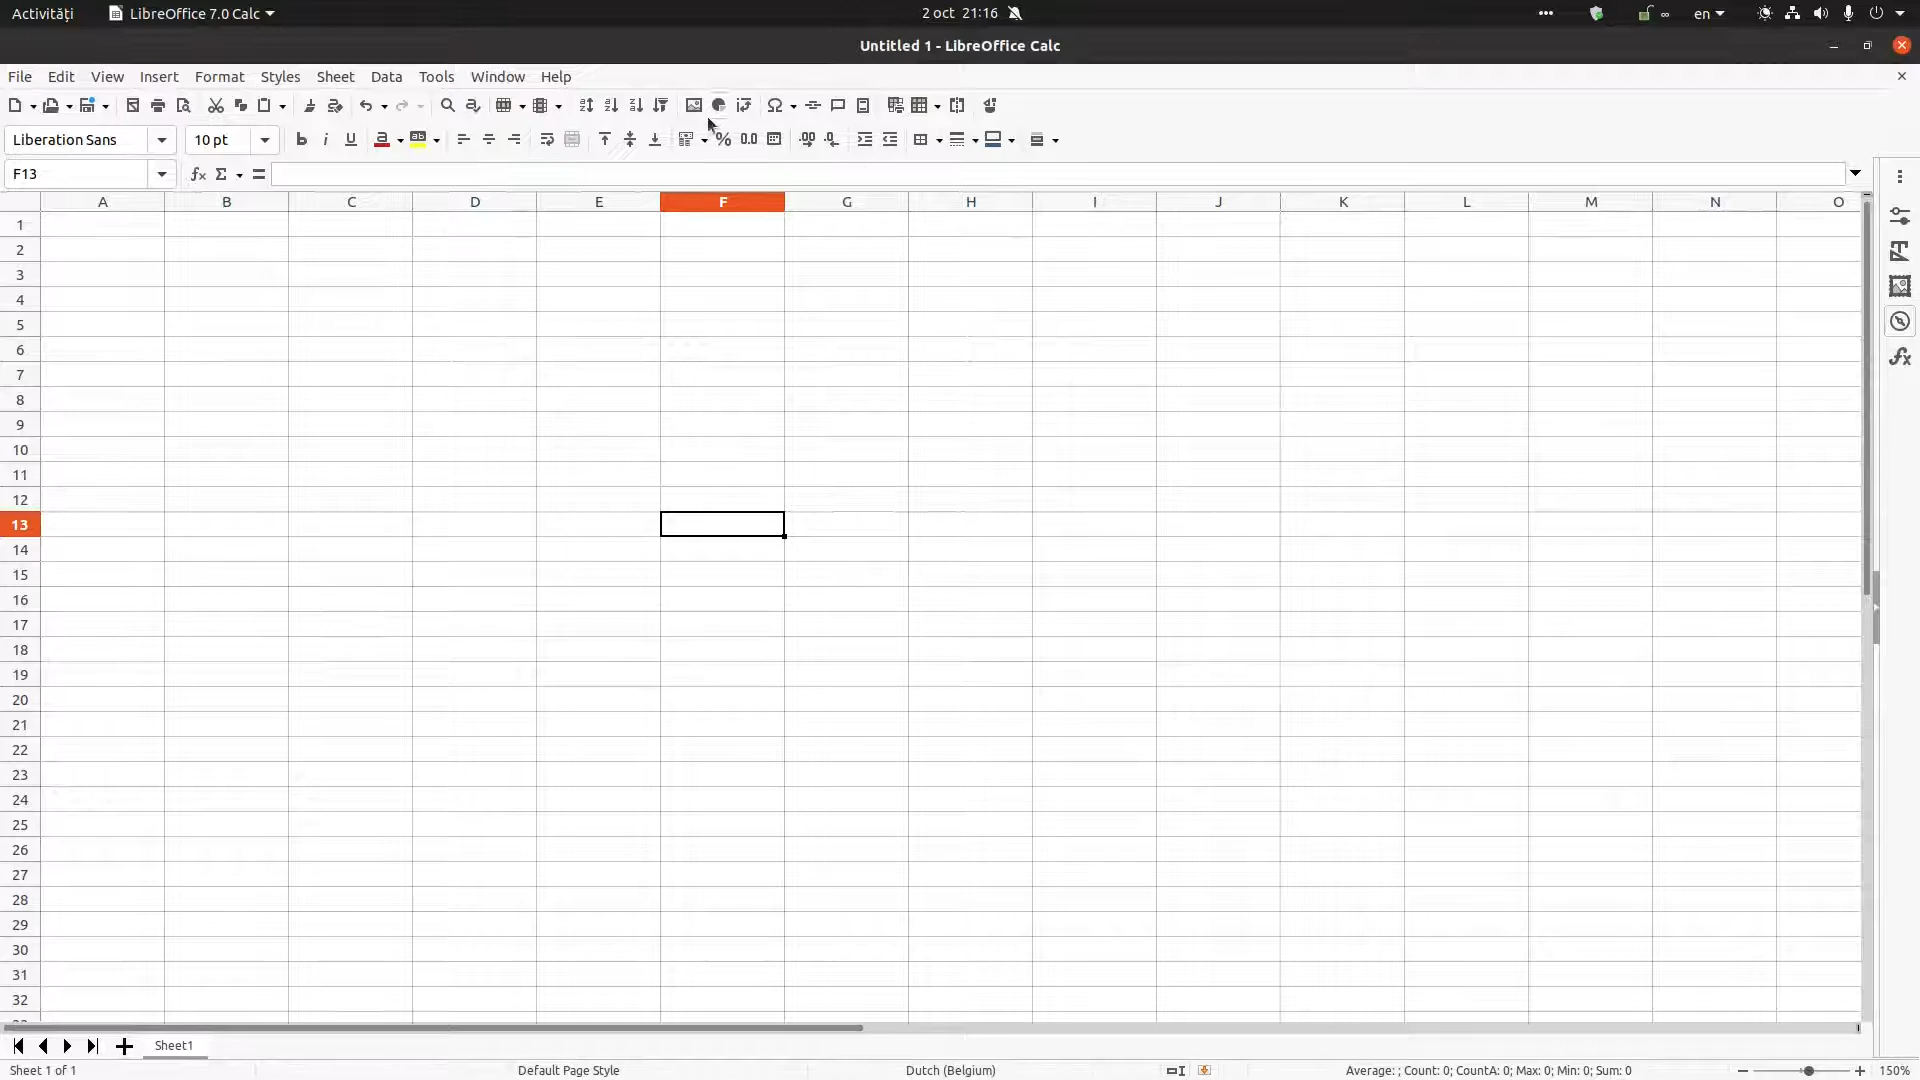 Activități
LibreOffice 7.0 Calc
2 oct 21:16
en
Untitled 1 - LibreOffice Calc
File Edit View Insert Format Styles Sheet Data Tools Window Help
Liberation Sans
10 pt
F13
A B C D E F G H I J K L M N O
1
2
3
4
5
6
7
8
9
10
11
12
13
14
15
16
17
18
19
20
21
22
23
24
25
26
27
28
29
30
31
32
Sheet1
Sheet 1 of 1
Default Page Style
Dutch (Belgium)
Average: ; Count: 0; CountA: 0; Max: 0; Min: 0; Sum: 0
150%